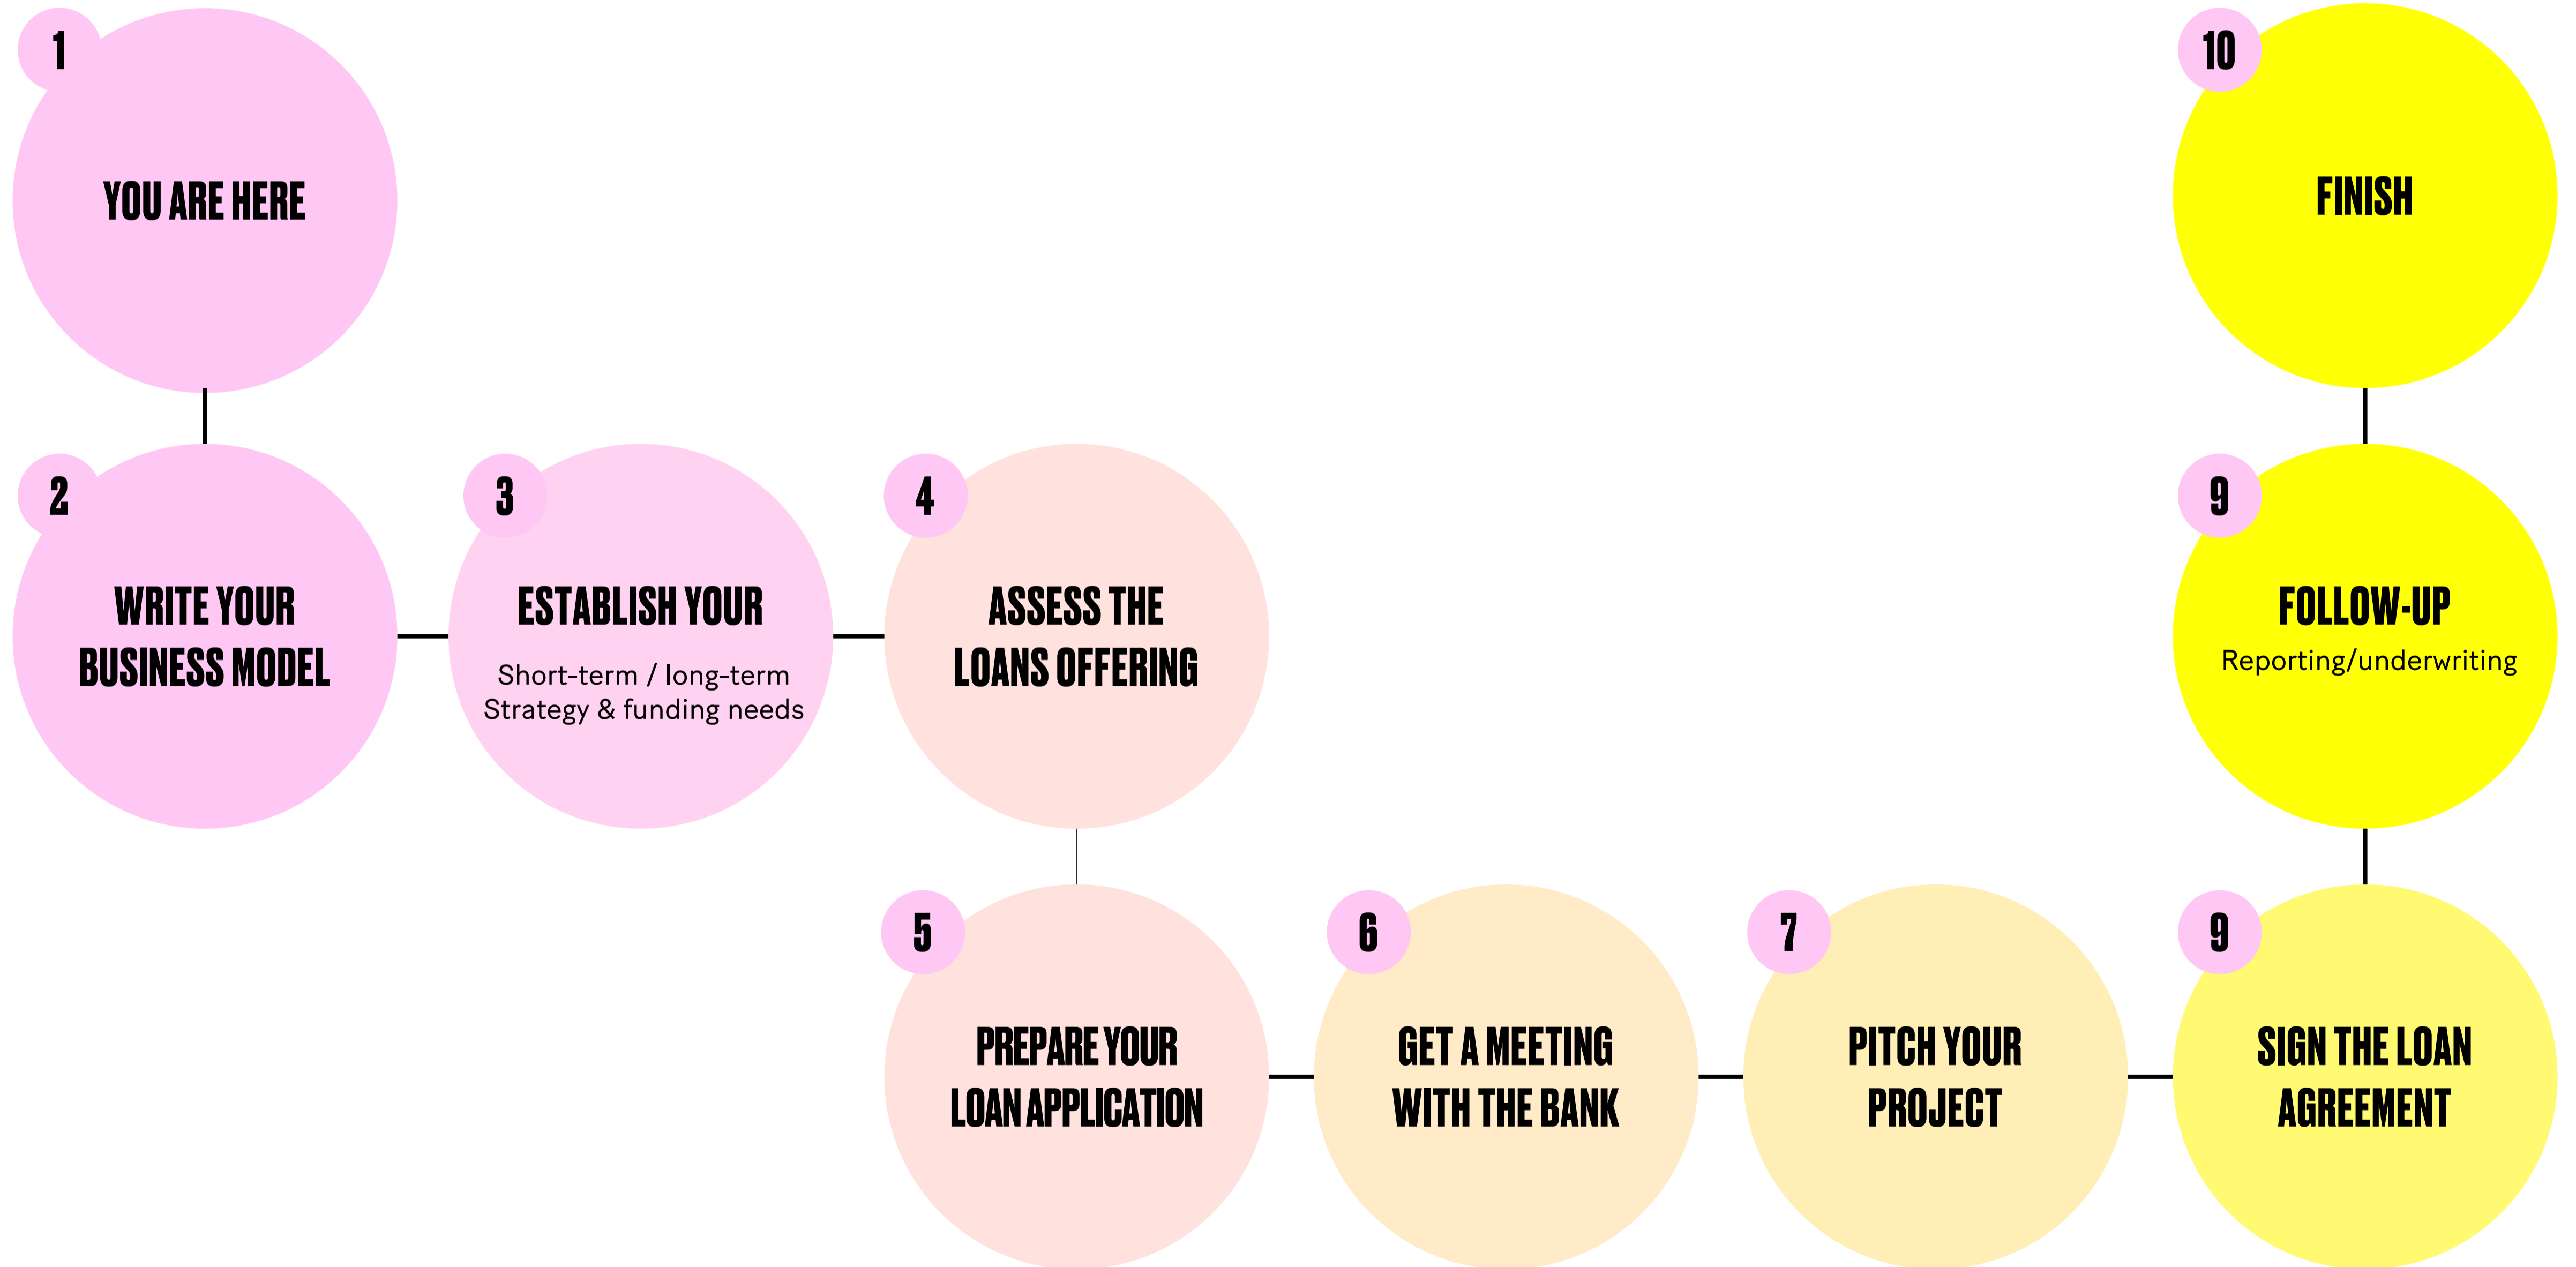 1
YOU ARE HERE
2
WRITE YOUR
BUSINESS MODEL
3
ESTABLISH YOUR
Short-term / long-term
Strategy & funding needs
4
ASSESS THE
LOANS OFFERING
5
PREPARE YOUR
LOAN APPLICATION
6
GET A MEETING
WITH THE BANK
7
PITCH YOUR
PROJECT
9
SIGN THE LOAN
AGREEMENT
9
FOLLOW-UP
Reporting/underwriting
10
FINISH